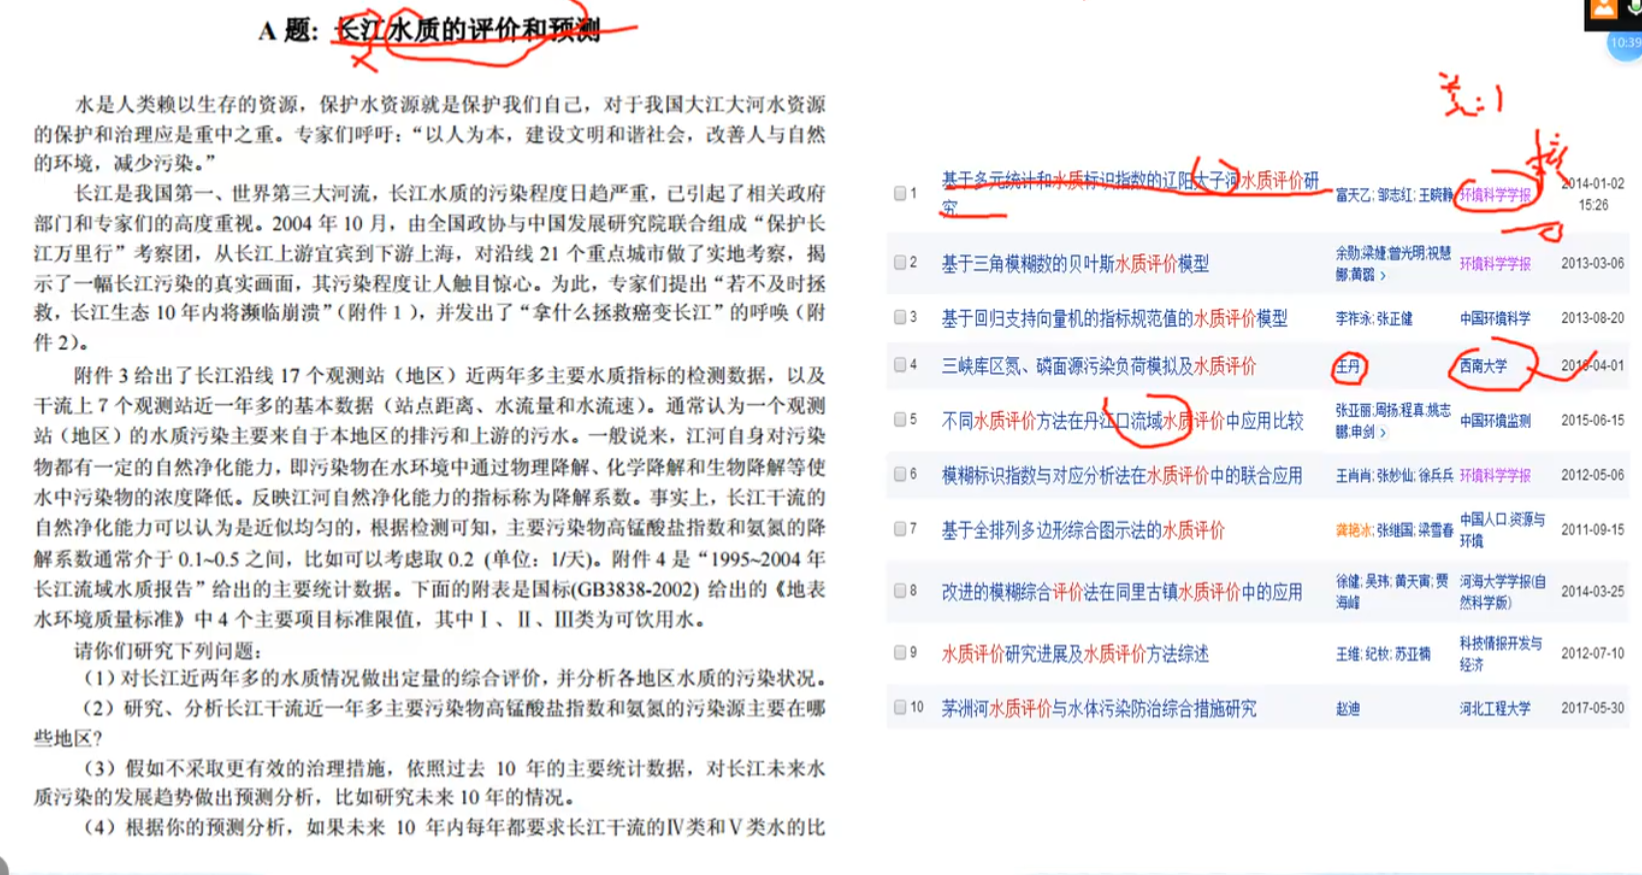 A 题: 长江水质的评价和预测
水是人类赖以生存的资源，保护水资源就是保护我们自己，对于我国大江大河水资源
的保护和治理应是重中之重。专家们呼吁：“以人为本，建设文明和谐社会，改善人与自然
的环境，减少污染。”
长江是我国第一、世界第三大河流，长江水质的污染程度日趋严重，已引起了相关政府
部门和专家们的高度重视。2004 年 10 月，由全国政协与中国发展研究院联合组成“保护长
江万里行”考察团，从长江上游宜宾到下游上海，对沿线 21 个重点城市做了实地考察，揭
示了一幅长江污染的真实画面，其污染程度让人触目惊心。为此，专家们提出“若不及时拯
救，长江生态 10 年内将濒临崩溃”（附件 1），并发出了“拿什么拯救癌变长江”的呼唤（附
件 2）。
附件 3 给出了长江沿线 17 个观测站（地区）近两年多主要水质指标的检测数据，以及
干流上 7 个观测站近一年多的基本数据（站点距离、水流量和水流速）。通常认为一个观测
站（地区）的水质污染主要来自于本地区的排污和上游的污水。一般说来，江河自身对污染
物都有一定的自然净化能力，即污染物在水环境中通过物理降解、化学降解和生物降解等使
水中污染物的浓度降低。反映江河自然净化能力的指标称为降解系数。事实上，长江干流的
自然净化能力可以认为是近似均匀的，根据检测可知，主要污染物高锰酸盐指数和氨氮的降
解系数通常介于 0.1~0.5 之间，比如可以考虑取 0.2 (单位：1/天)。附件 4 是“1995~2004 年
长江流域水质报告”给出的主要统计数据。下面的附表是国标(GB3838-2002) 给出的《地表
水环境质量标准》中 4 个主要项目标准限值，其中Ⅰ、Ⅱ、Ⅲ类为可饮用水。
请你们研究下列问题：
（1）对长江近两年多的水质情况做出定量的综合评价，并分析各地区水质的污染状况。
（2）研究、分析长江干流近一年多主要污染物高锰酸盐指数和氨氮的污染源主要在哪
些地区?
（3）假如不采取更有效的治理措施，依照过去 10 年的主要统计数据，对长江未来水
质污染的发展趋势做出预测分析，比如研究未来 10 年的情况。
（4）根据你的预测分析，如果未来 10 年内每年都要求长江干流的Ⅳ类和Ⅴ类水的比
10:39
1 基于多元统计和水质标识指数的辽阳太子河水质评价研究 富天乙; 邹志红; 王晓静 环境科学学报 2014-01-02 15:26
2 基于三角模糊数的贝叶斯水质评价模型 余勋;梁婕;曾光明;祝慧娜;黄璐 > 环境科学学报 2013-03-06
3 基于回归支持向量机的指标规范值的水质评价模型 李祚泳; 张正健 中国环境科学 2013-08-20
4 三峡库区氮、磷面源污染负荷模拟及水质评价 王丹 西南大学 2016-04-01
5 不同水质评价方法在丹江口流域水质评价中应用比较 张亚丽;周扬;程真;姚志鹏;申剑 > 中国环境监测 2015-06-15
6 模糊标识指数与对应分析法在水质评价中的联合应用 王肖肖; 张妙仙; 徐兵兵 环境科学学报 2012-05-06
7 基于全排列多边形综合图示法的水质评价 龚艳冰; 张继国; 梁雪春 中国人口.资源与环境 2011-09-15
8 改进的模糊综合评价法在同里古镇水质评价中的应用 徐健; 吴玮; 黄天寅; 贾海峰 河海大学学报(自然科学版) 2014-03-25
9 水质评价研究进展及水质评价方法综述 王维; 纪枚; 苏亚楠 科技情报开发与经济 2012-07-10
10 茅洲河水质评价与水体污染防治综合措施研究 赵迪 河北工程大学 2017-05-30